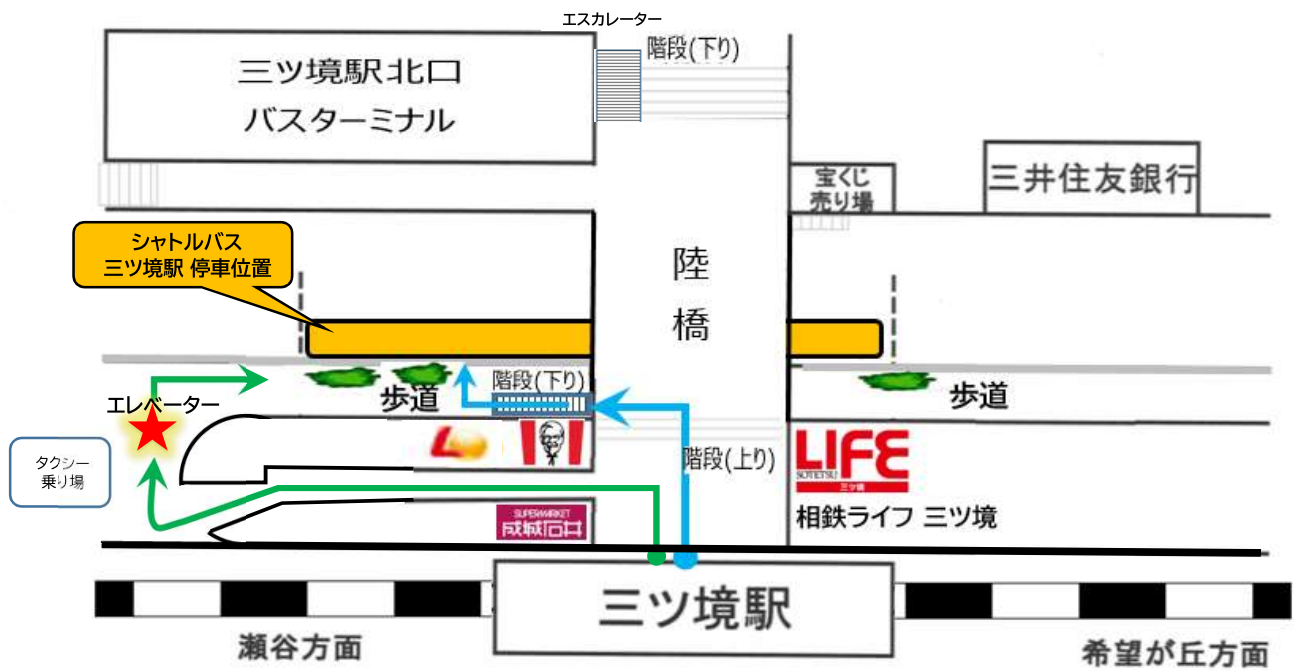 エスカレーター
階段(下り)
三ツ境駅北口
バスターミナル
宝くじ
売り場
三井住友銀行
シャトルバス
三ツ境駅 停車位置
陸
橋
階段(下り)
エレベーター
歩道
歩道
タクシー
乗り場
階段(上り)
LIFE
SOTETSU
三ツ境
相鉄ライフ 三ツ境
SUPERMARKET
成城石井
三ツ境駅
瀬谷方面
希望が丘方面